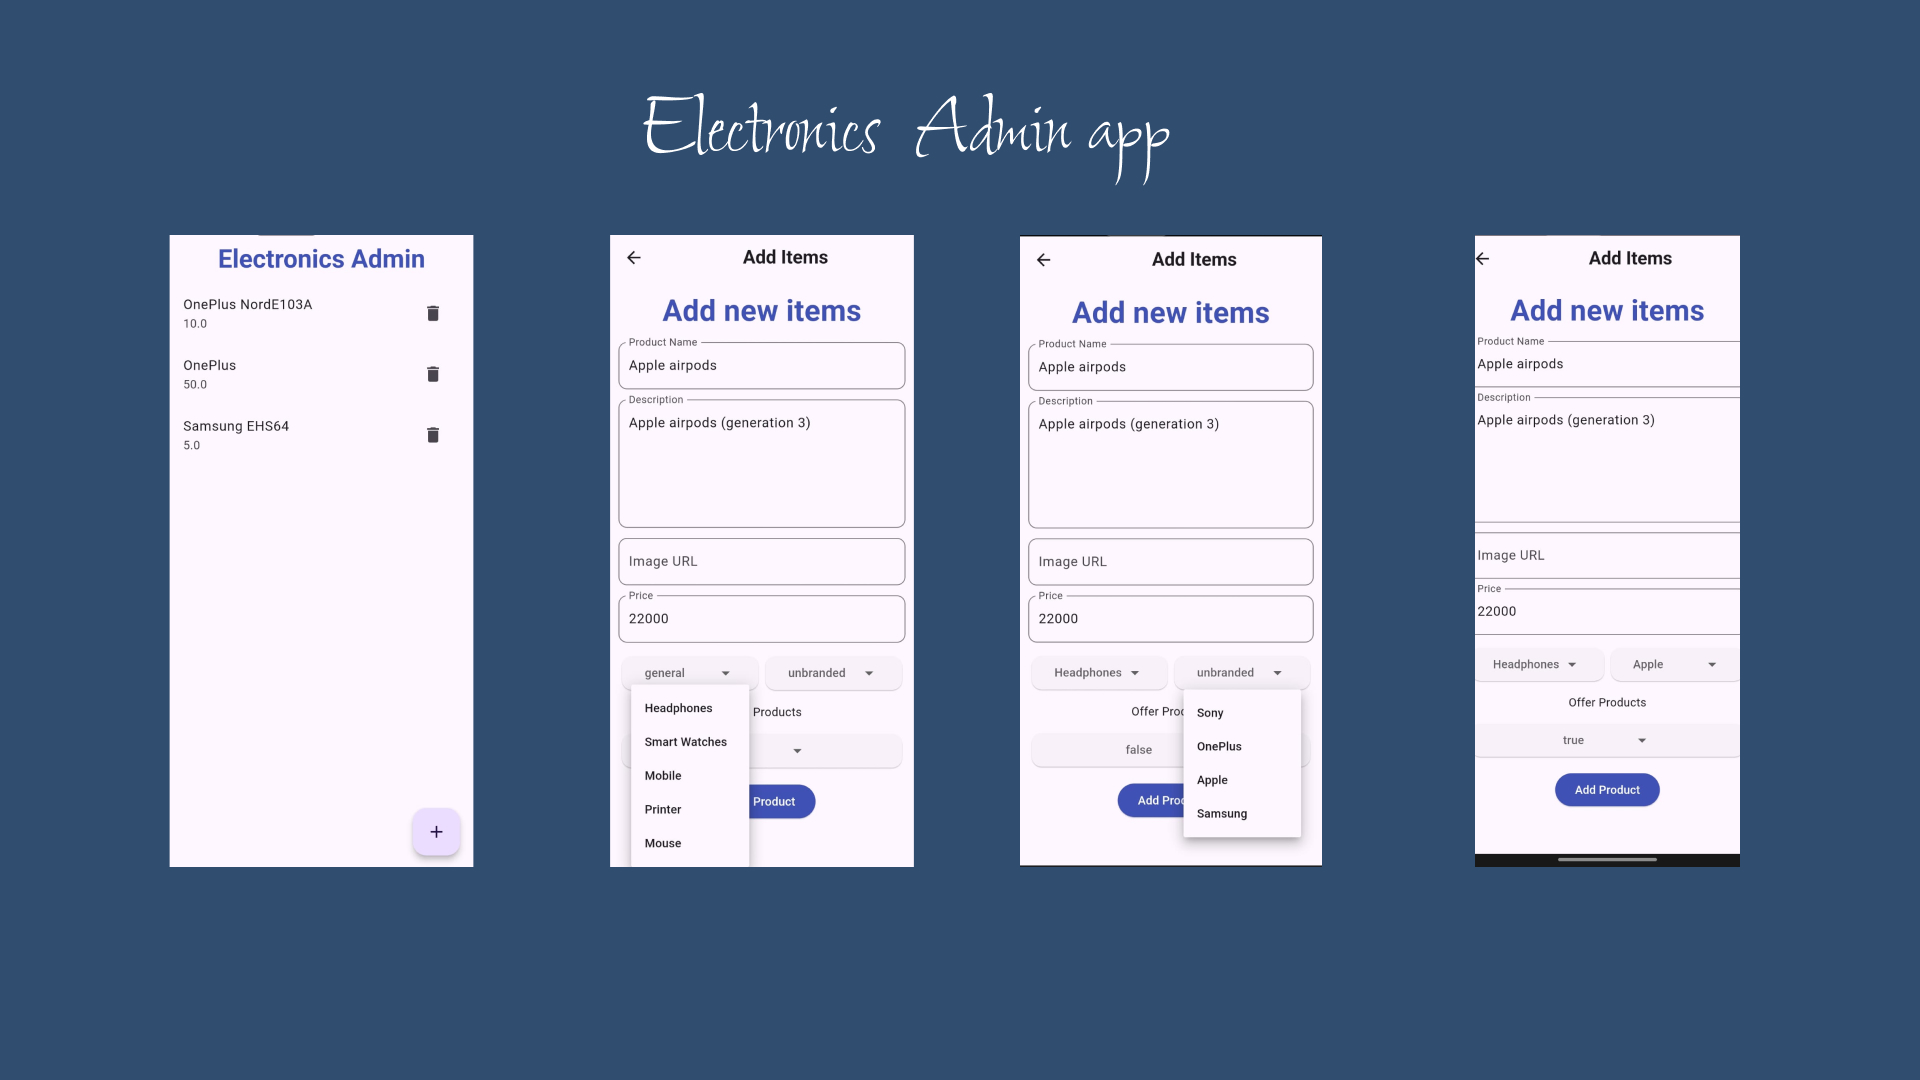 Electronics Admin app
Electronics Admin
OnePlus NordE103A
10.0
OnePlus
50.0
Samsung EHS64
5.0
+
Add Items
Add new items
Product Name
Apple airpods
Description
Apple airpods (generation 3)
Image URL
Price
22000
general
unbranded
Headphones
Products
Smart Watches
Mobile
Printer
Product
Mouse
Add Items
Add new items
Product Name
Apple airpods
Description
Apple airpods (generation 3)
Image URL
Price
22000
Headphones
unbranded
Offer Proc
Sony
false
OnePlus
Apple
Add Proc
Samsung
Add Items
Add new items
Product Name
Apple airpods
Description
Apple airpods (generation 3)
Image URL
Price
22000
Headphones
Apple
Offer Products
true
Add Product